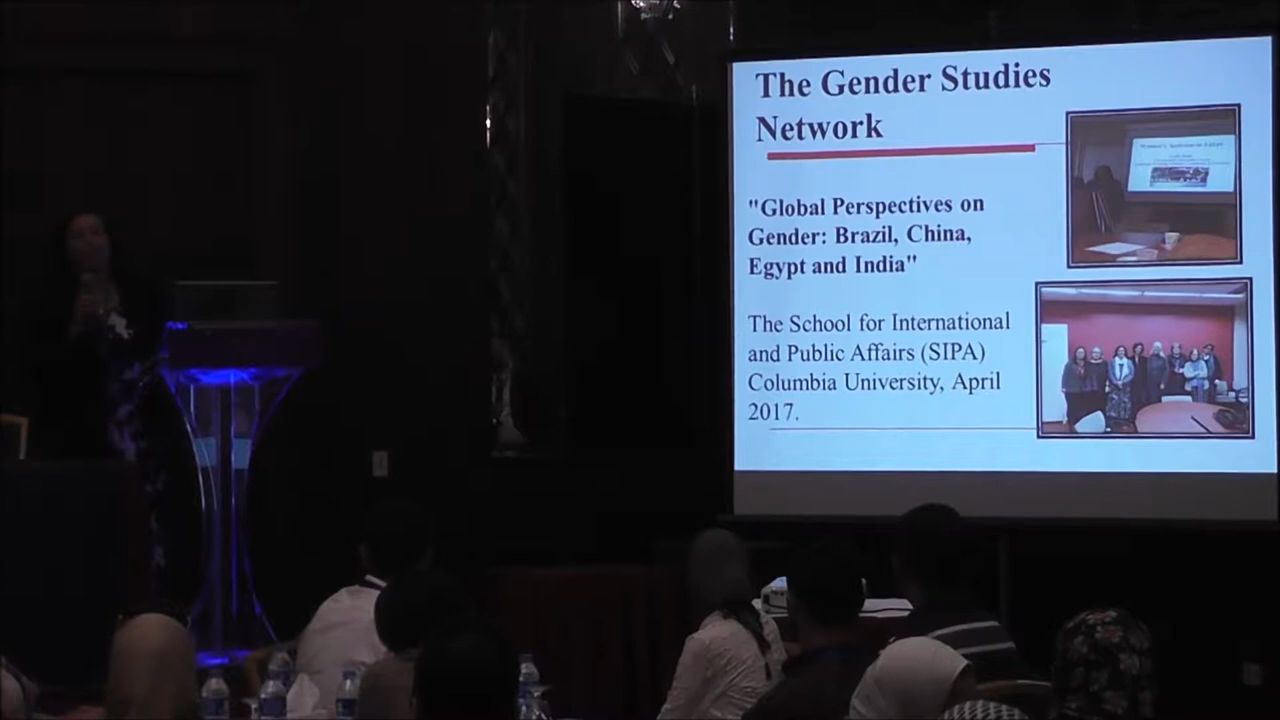 The Gender Studies
Network
"Global Perspectives on
Gender: Brazil, China,
Egypt and India"
The School for International
and Public Affairs (SIPA)
Columbia University, April
2017.